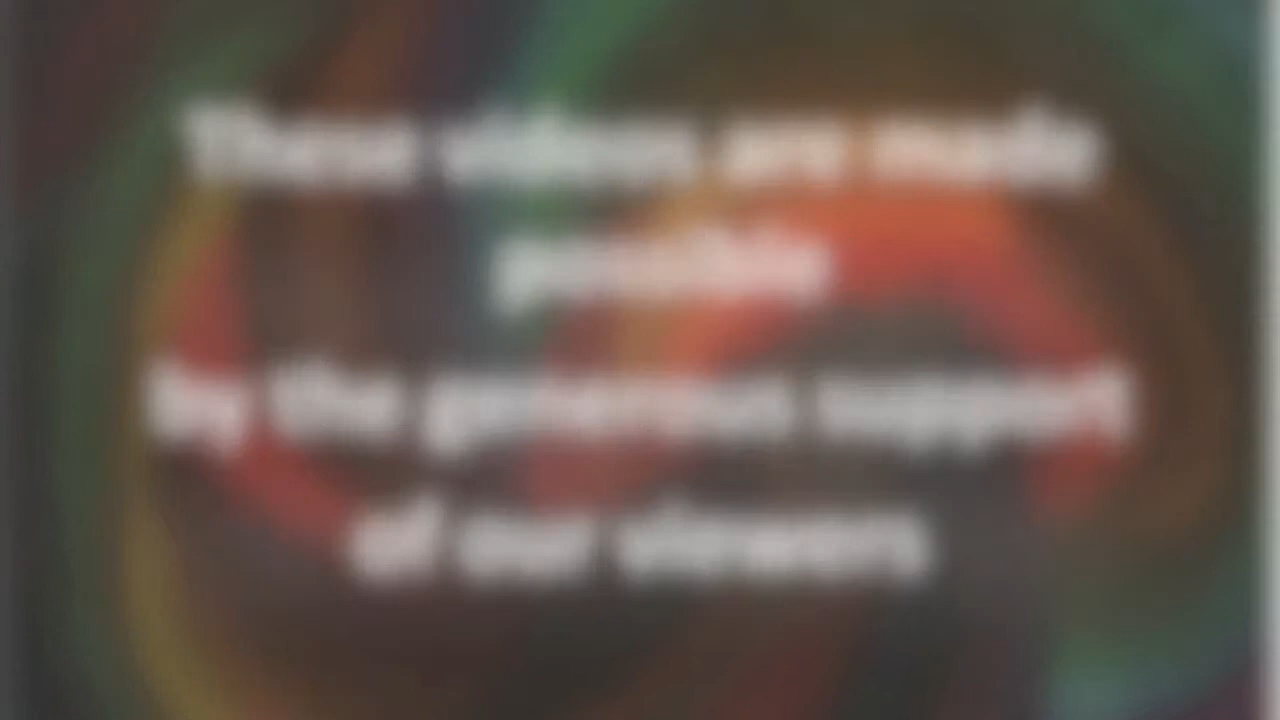 These videos are made
possible
by the generous support
of our viewers